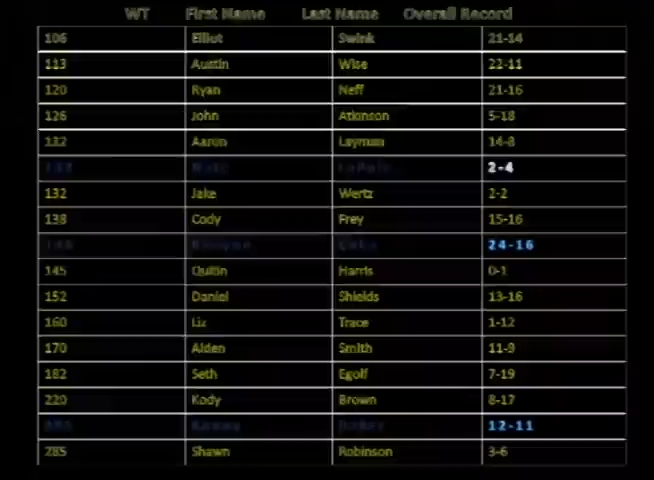 WT First Name Last Name Overall Record
106 Elliot Swink 21-14
113 Austin Wise 22-11
120 Ryan Neff 21-16
126 John Atkinson 5-18
132 Aaron Layman 14-8
2-4
132 Jake Wertz 2-2
138 Cody Frey 15-16
24-16
145 Quitin Harris 0-1
152 Daniel Shields 13-16
160 Liz Trace 1-12
170 Alden Smith 11-9
182 Seth Egolf 7-19
220 Kody Brown 8-17
12-11
285 Shawn Robinson 3-6